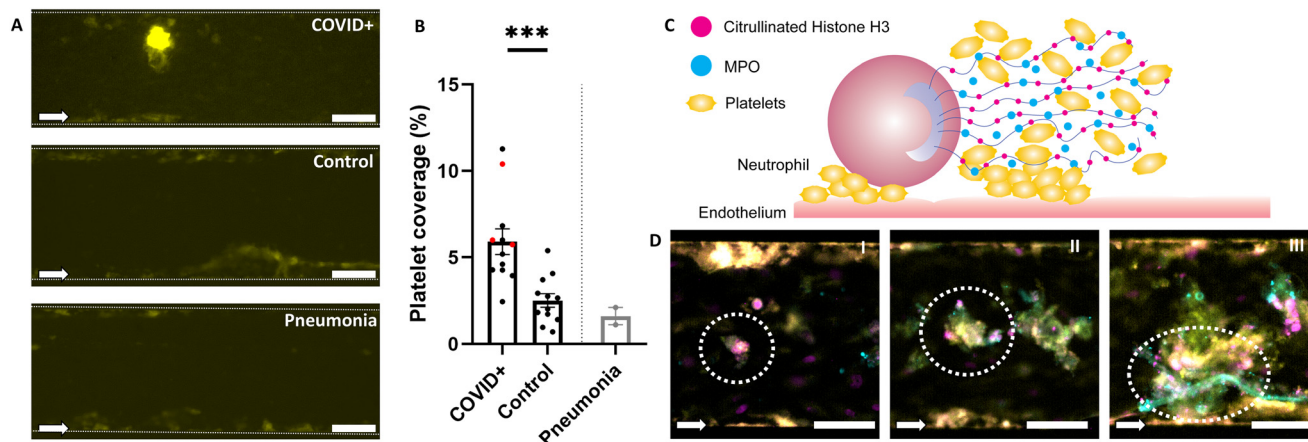 A
COVID+
Control
Pneumonia
B
***
Platelet coverage (%)
15
10
5
0
COVID+
Control
Pneumonia
C
Citrullinated Histone H3
MPO
Platelets
Neutrophil
Endothelium
D
I
II
III